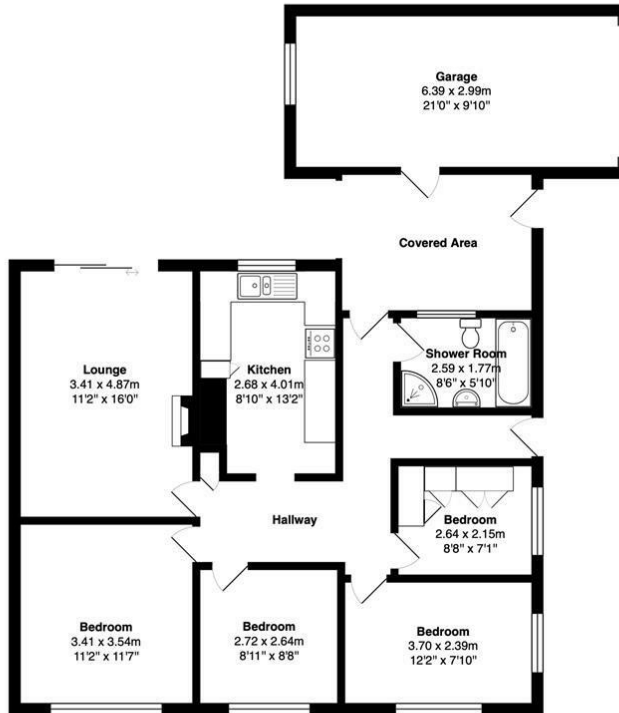 Garage
6.39 x 2.99m
21'0" x 9'10"
Covered Area
Lounge
3.41 x 4.87m
11'2" x 16'0"
Kitchen
2.68 x 4.01m
8'10" x 13'2"
Shower Room
2.59 x 1.77m
8'6" x 5'10"
Hallway
Bedroom
2.64 x 2.15m
8'8" x 7'1"
Bedroom
3.41 x 3.54m
11'2" x 11'7"
Bedroom
2.72 x 2.64m
8'11" x 8'8"
Bedroom
3.70 x 2.39m
12'2" x 7'10"